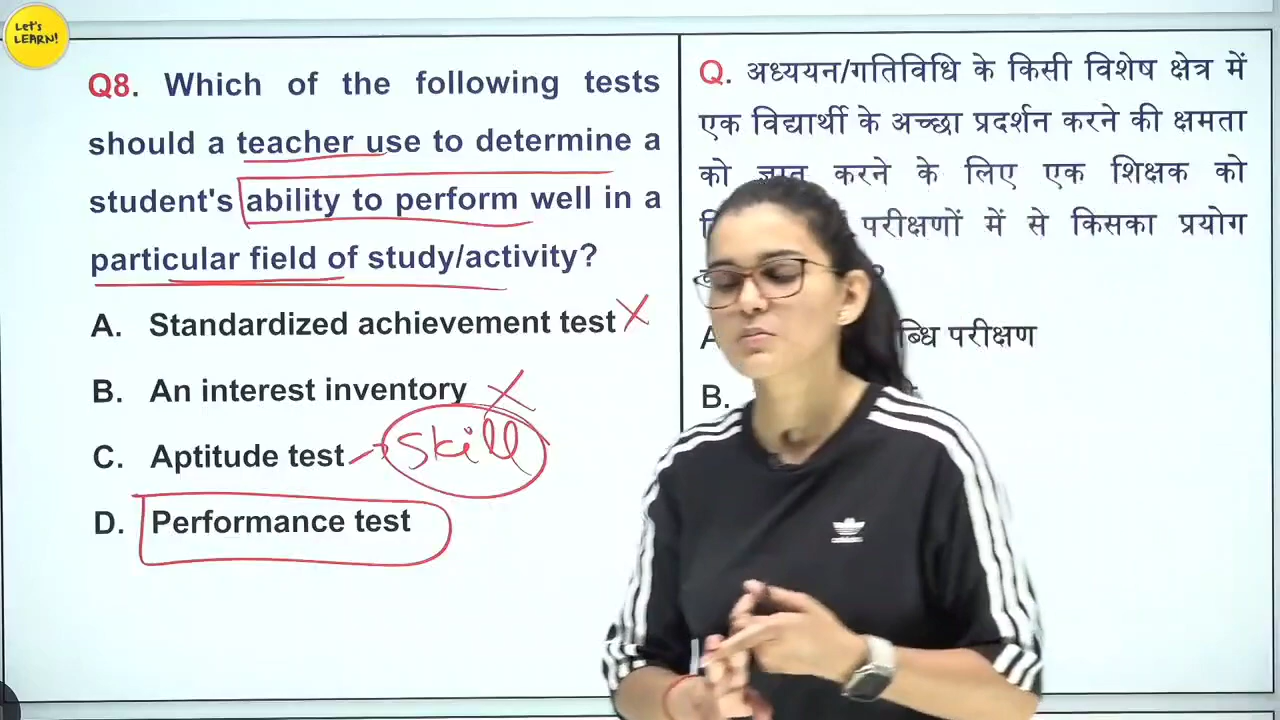 Let's
LEARN!
Q8. Which of the following tests
should a teacher use to determine a
student's ability to perform well in a
particular field of study/activity?
A. Standardized achievement test
B. An interest inventory
C. Aptitude test
Skill
D. Performance test
Q. अध्ययन/गतिविधि के किसी विशेष क्षेत्र में
एक विद्यार्थी के अच्छा प्रदर्शन करने की क्षमता
को ज्ञात करने के लिए एक शिक्षक को
परीक्षणों में से किसका प्रयोग
परीक्षण
B.